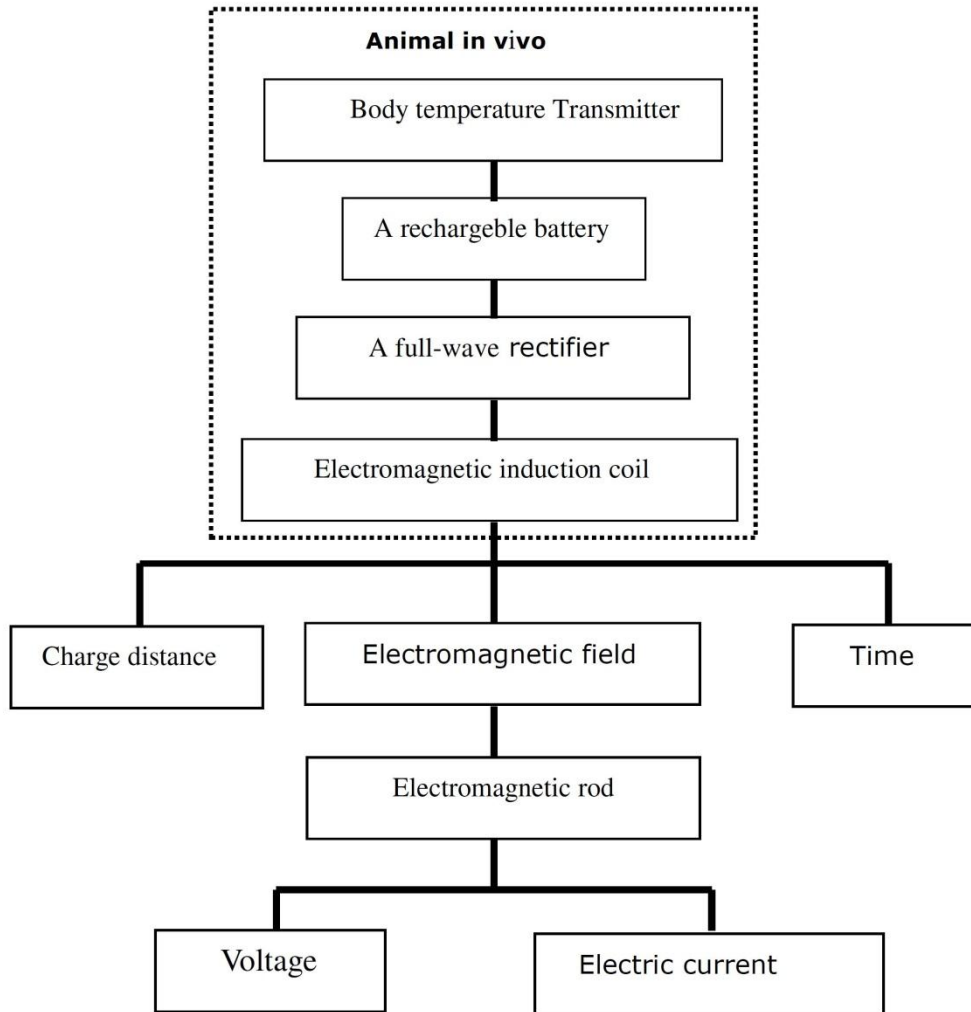 Animal in vivo
Body temperature Transmitter
A rechargeble battery
A full-wave rectifier
Electromagnetic induction coil
Charge distance
Electromagnetic field
Time
Electromagnetic rod
Voltage
Electric current